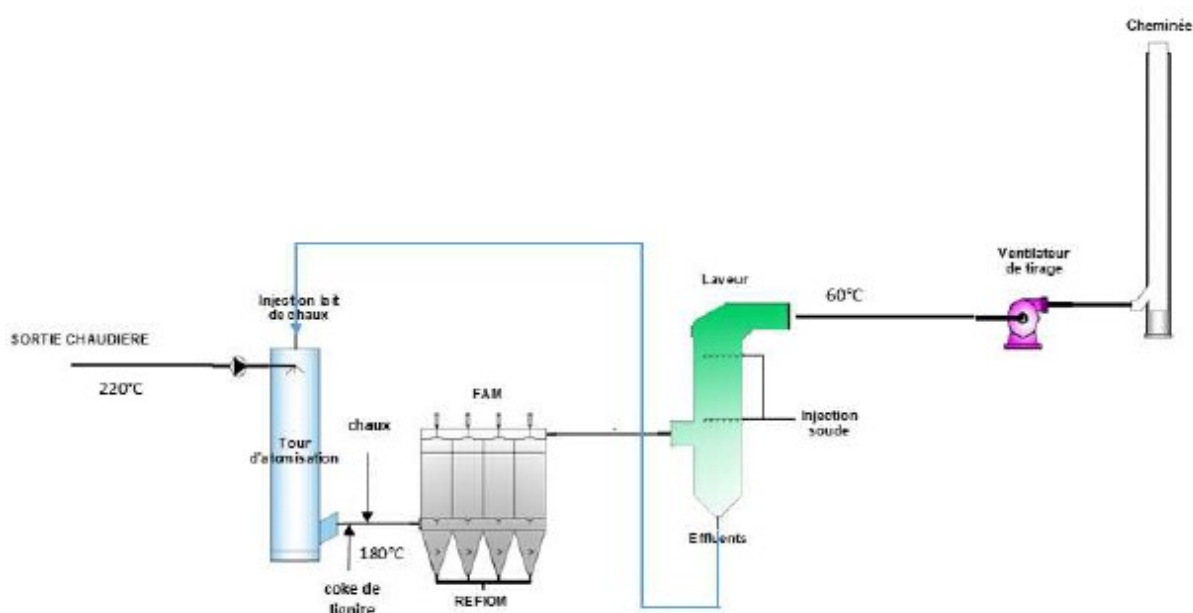 Cheminée
Ventilateur
de tirage
Laveur
60°C
Injection lait
de chaux
SORTIE CHAUDIERE
220°C
FAM
chaux
Injection
soude
Tour
d'atomisation
Effluents
180°C
coke de
lignite
REFIOM